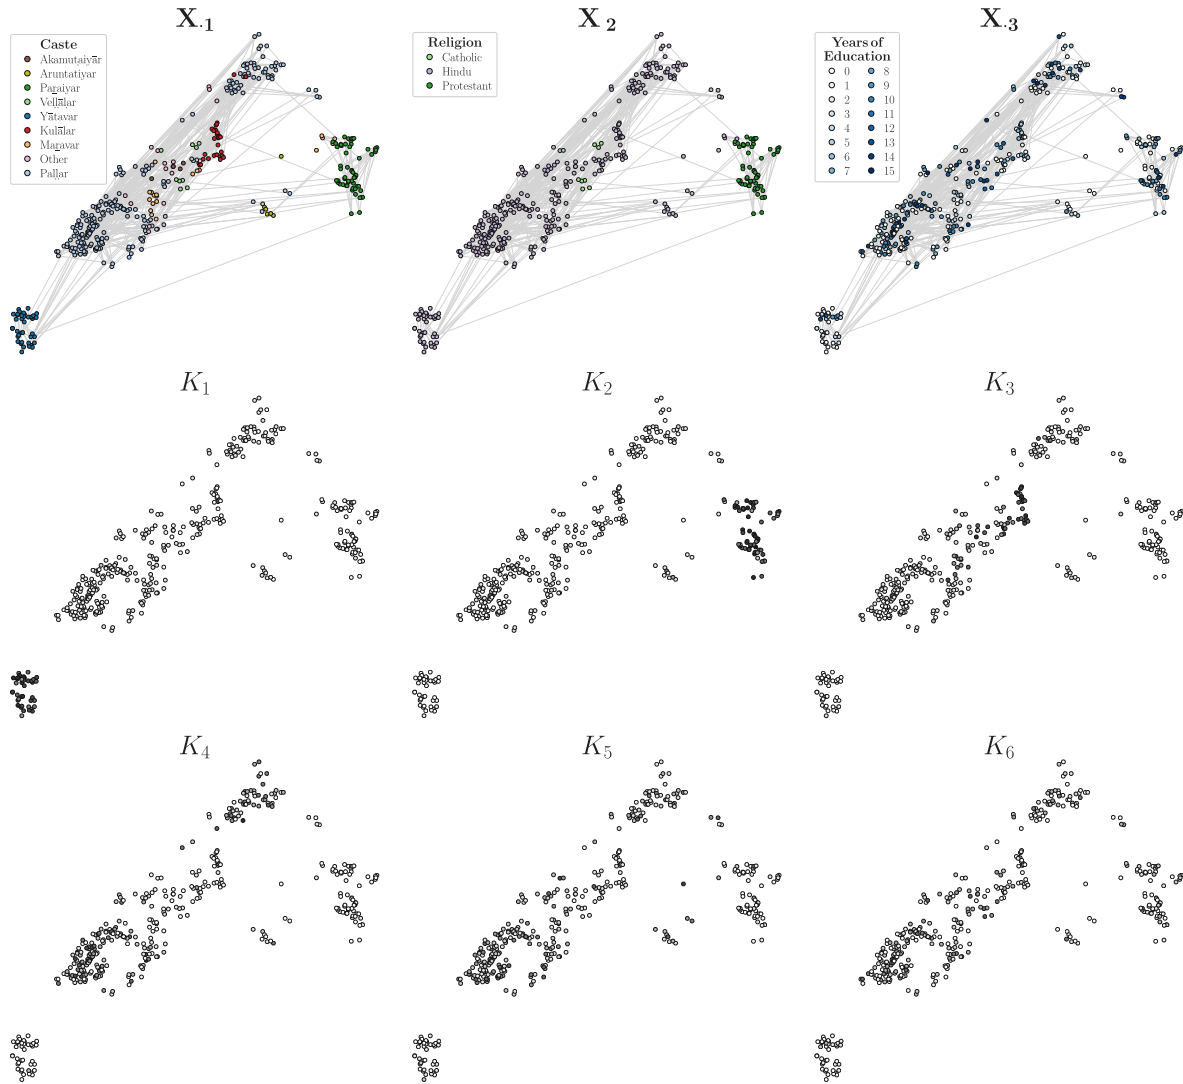 X.1
X.2
X.3
Caste
Akamuṭaiyār
Aruntatiyar
Paṟaiyar
Veḷḷāḷar
Yātavar
Kulāḷar
Maṟavar
Other
Paḷḷar
Religion
Catholic
Hindu
Protestant
Years of
Education
0 8
1 9
2 10
3 11
4 12
5 13
6 14
7 15
K1
K2
K3
K4
K5
K6